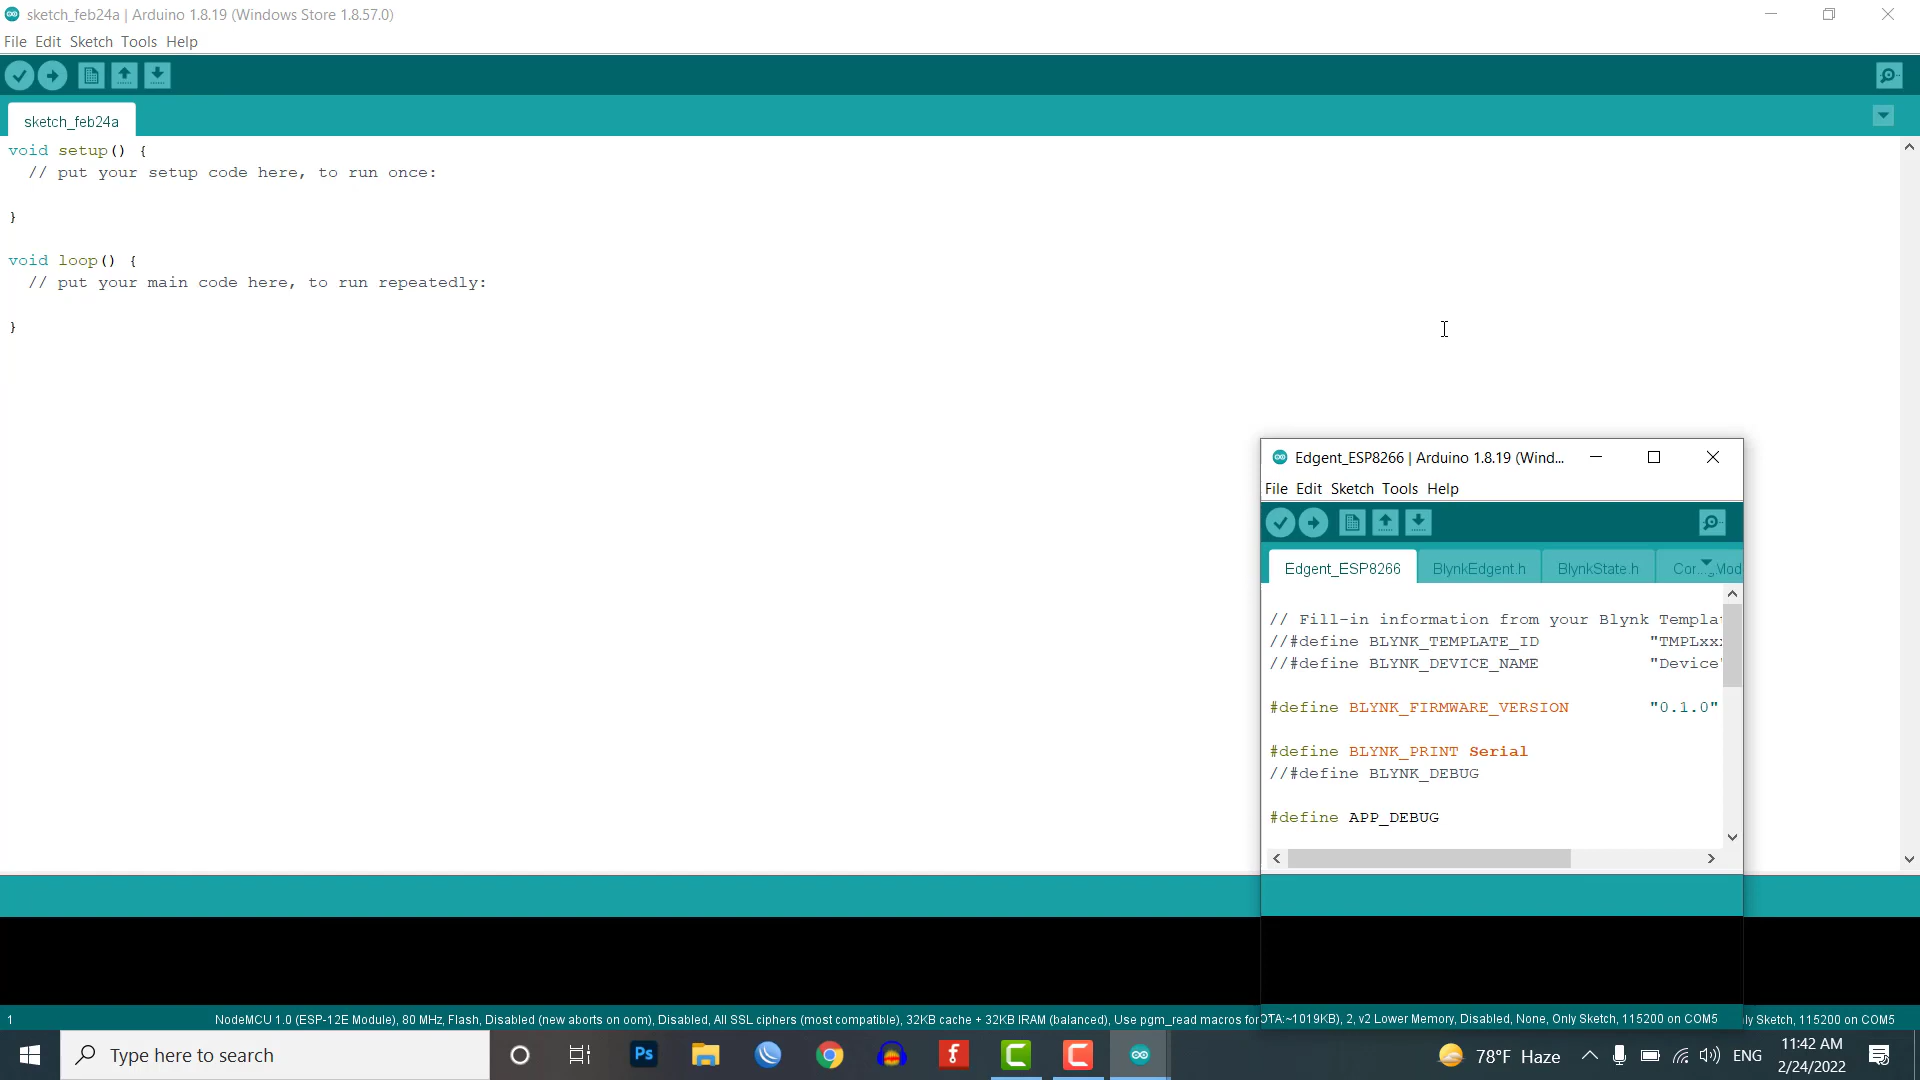 sketch_feb24a | Arduino 1.8.19 (Windows Store 1.8.57.0)
File Edit Sketch Tools Help
sketch_feb24a
void setup() {
// put your setup code here, to run once:
}
void loop() {
// put your main code here, to run repeatedly:
}
Edgent_ESP8266 | Arduino 1.8.19 (Wind...
File Edit Sketch Tools Help
Edgent_ESP8266 BlynkEdgent.h BlynkState.h
// Fill-in information from your Blynk Templa
//#define BLYNK_TEMPLATE_ID "TMPLxx
//#define BLYNK_DEVICE_NAME "Device"
#define BLYNK_FIRMWARE_VERSION "0.1.0"
#define BLYNK_PRINT Serial
//#define BLYNK_DEBUG
#define APP_DEBUG
1 NodeMCU 1.0 (ESP-12E Module), 80 MHz, Flash, Disabled (new aborts on oom), Disabled, All SSL ciphers (most compatible), 32KB cache + 32KB IRAM (balanced), Use pgm_read macros for
OTA:~1019KB), 2, v2 Lower Memory, Disabled, None, Only Sketch, 115200 on COM5
ly Sketch, 115200 on COM5
Type here to search
Ps
78°F Haze
ENG
11:42 AM
2/24/2022